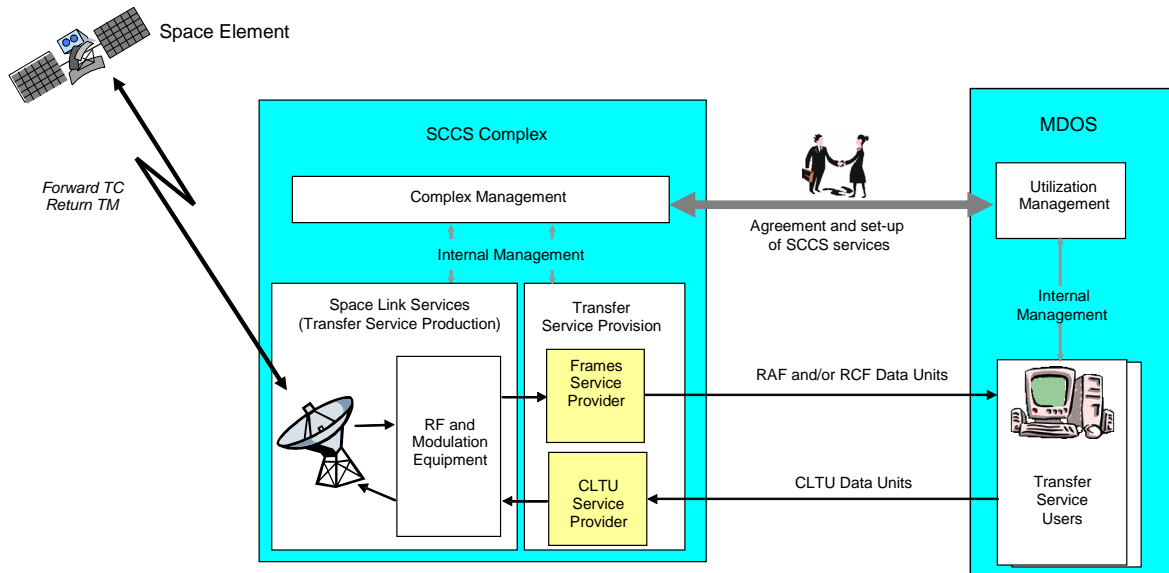 Space Element
SCCS Complex
MDOS
Forward TC
Return TM
Complex Management
Utilization
Management
Agreement and set-up
of SCCS services
Internal Management
Internal
Management
Space Link Services
(Transfer Service Production)
Transfer
Service Provision
Frames
Service
Provider
RAF and/or RCF Data Units
RF and
Modulation
Equipment
CLTU
Service
Provider
CLTU Data Units
Transfer
Service
Users